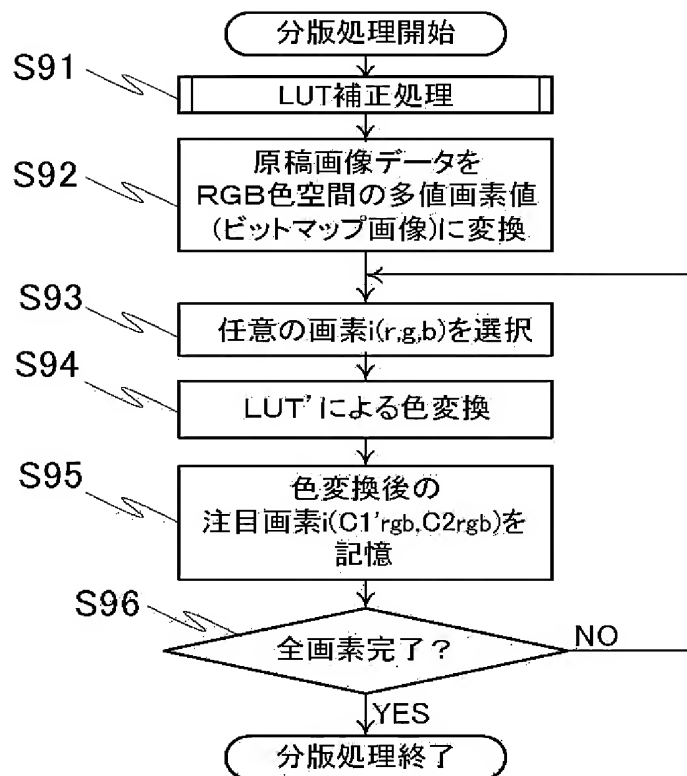 分版処理開始
S91
LUT補正処理
S92
原稿画像データを
RGB色空間の多値画素値
(ビットマップ画像)に変換
S93
任意の画素i(r,g,b)を選択
S94
LUT'による色変換
S95
色変換後の
注目画素i(C1'rgb,C2rgb)を
記憶
S96
全画素完了?
NO
YES
分版処理終了